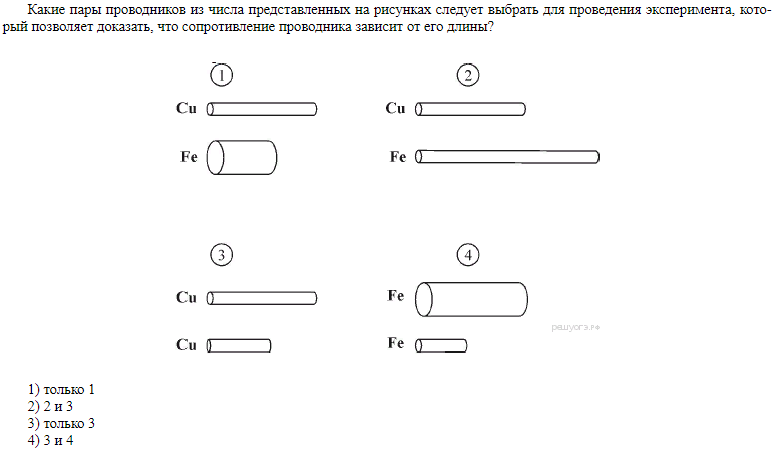 Какие пары проводников из числа представленных на рисунках следует выбрать для проведения эксперимента, кото-
рый позволяет доказать, что сопротивление проводника зависит от его длины?
1 2
Cu Cu
Fe Fe
3 4
Cu Fe
Cu Fe
решуогэ.рф
1) только 1
2) 2 и 3
3) только 3
4) 3 и 4